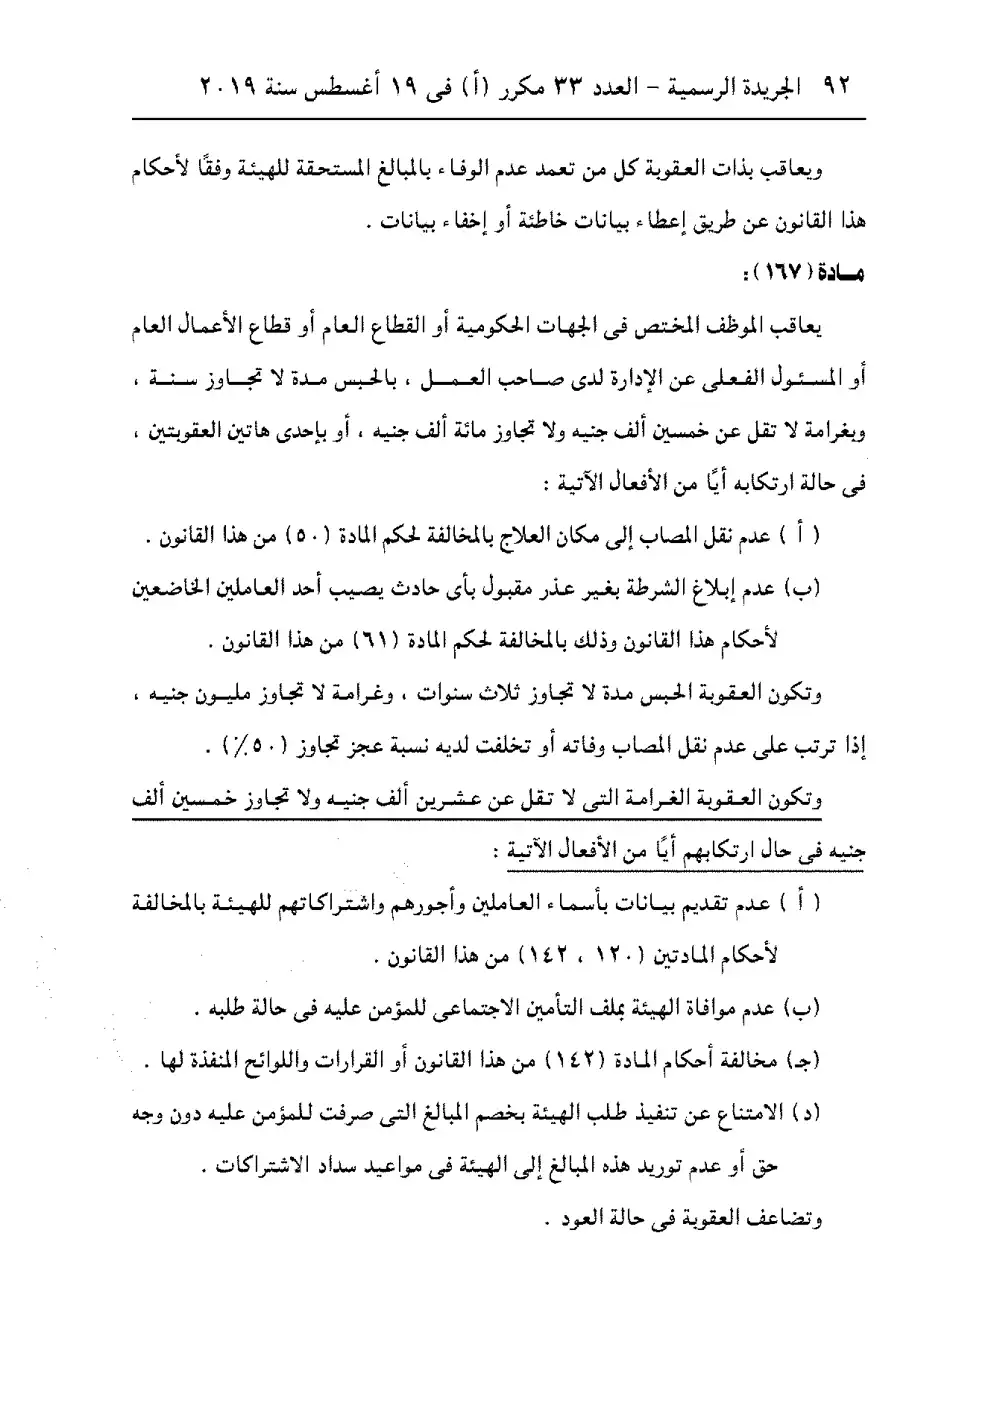 ٩٢ الجريدة الرسمية – العدد ٣٣ مكرر (أ) فى ١٩ أغسطس سنة ٢٠١٩
ويعاقب بذات العقوبة كل من تعمد عدم الوفاء بالمبالغ المستحقة للهيئة وفقًا لأحكام
هذا القانون عن طريق إعطاء بيانات خاطئة أو إخفاء بيانات .
مــادة (١٦٧) :
يعاقب الموظف المختص فى الجهات الحكومية أو القطاع العام أو قطاع الأعمال العام
أو المسئول الفعلى عن الإدارة لدى صاحب العمل ، بالحبس مدة لا تجاوز سنة ،
وبغرامة لا تقل عن خمسين ألف جنيه ولا تجاوز مائة ألف جنيه ، أو بإحدى هاتين العقوبتين ،
فى حالة ارتكابه أيًا من الأفعال الآتية :
( أ ) عدم نقل المصاب إلى مكان العلاج بالمخالفة لحكم المادة (٥٠) من هذا القانون .
(ب) عدم إبلاغ الشرطة بغير عذر مقبول بأى حادث يصيب أحد العاملين الخاضعين
لأحكام هذا القانون وذلك بالمخالفة لحكم المادة (٦١) من هذا القانون .
وتكون العقوبة الحبس مدة لا تجاوز ثلاث سنوات ، وغرامة لا تجاوز مليون جنيه ،
إذا ترتب على عدم نقل المصاب وفاته أو تخلفت لديه نسبة عجز تجاوز (٥٠٪) .
وتكون العقوبة الغرامة التى لا تقل عن عشرين ألف جنيه ولا تجاوز خمسين ألف
جنيه فى حال ارتكابهم أيًا من الأفعال الآتية :
( أ ) عدم تقديم بيانات بأسماء العاملين وأجورهم واشتراكاتهم للهيئة بالمخالفة
لأحكام المادتين (١٢٠ ، ١٤٢) من هذا القانون .
(ب) عدم موافاة الهيئة بملف التأمين الاجتماعى للمؤمن عليه فى حالة طلبه .
(جـ) مخالفة أحكام المادة (١٤٢) من هذا القانون أو القرارات واللوائح المنفذة لها .
(د) الامتناع عن تنفيذ طلب الهيئة بخصم المبالغ التى صرفت للمؤمن عليه دون وجه
حق أو عدم توريد هذه المبالغ إلى الهيئة فى مواعيد سداد الاشتراكات .
وتضاعف العقوبة فى حالة العود .